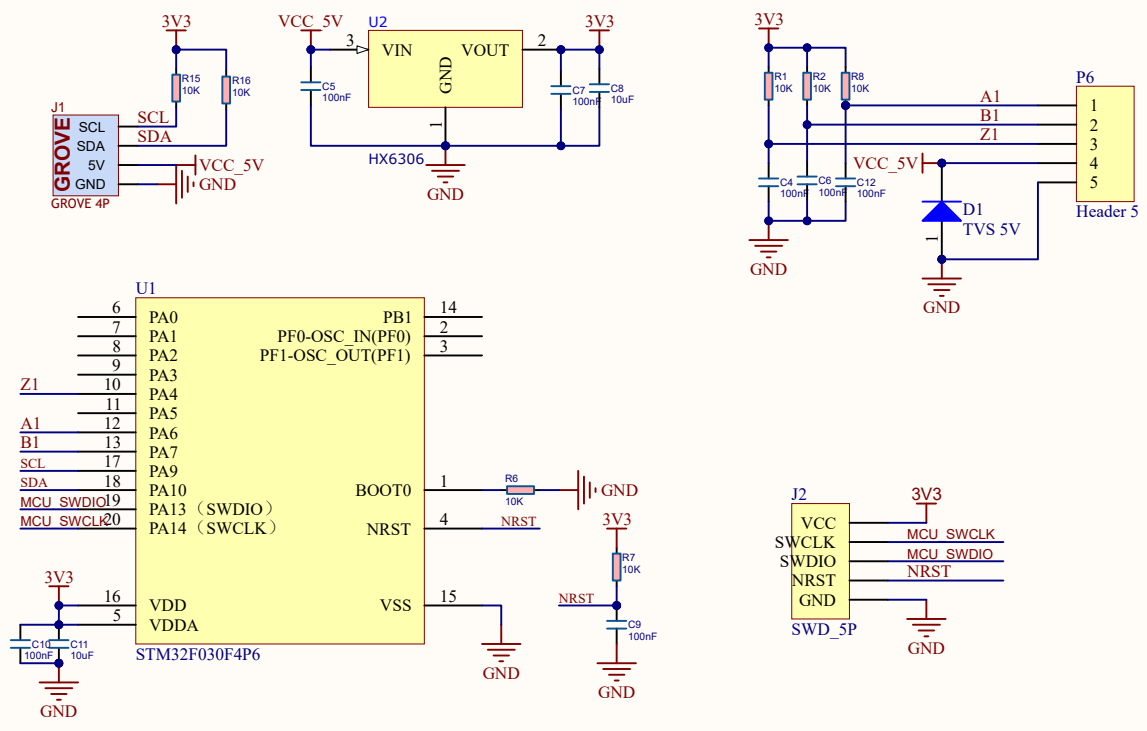 3V3
R15
10K
R16
10K
J1
GROVE
SCL
SDA
5V
GND
SCL
SDA
VCC_5V
GND
GROVE 4P
VCC_5V
U2
3
VIN
VOUT
GND
2
1
3V3
C5
100nF
C7
100nF
C8
10uF
HX6306
GND
3V3
R1
10K
R2
10K
R8
10K
P6
A1
1
B1
2
Z1
3
VCC_5V
4
5
Header 5
C4
100nF
C6
100nF
C12
100nF
D1
TVS 5V
1
GND
GND
U1
6
PA0
7
PA1
8
PA2
9
PA3
Z1
10
PA4
11
PA5
A1
12
PA6
B1
13
PA7
SCL
17
PA9
SDA
18
PA10
MCU_SWDIO
19
PA13（SWDIO）
MCU_SWCLK
20
PA14（SWCLK）
PB1
14
PF0-OSC_IN(PF0)
2
PF1-OSC_OUT(PF1)
3
BOOT0
1
R6
10K
GND
NRST
4
NRST
3V3
16
VDD
5
VDDA
VSS
15
C10
100nF
C11
10uF
GND
STM32F030F4P6
GND
3V3
R7
10K
NRST
C9
100nF
GND
J2
VCC
SWCLK
SWDIO
NRST
GND
3V3
MCU_SWCLK
MCU_SWDIO
NRST
SWD_5P
GND